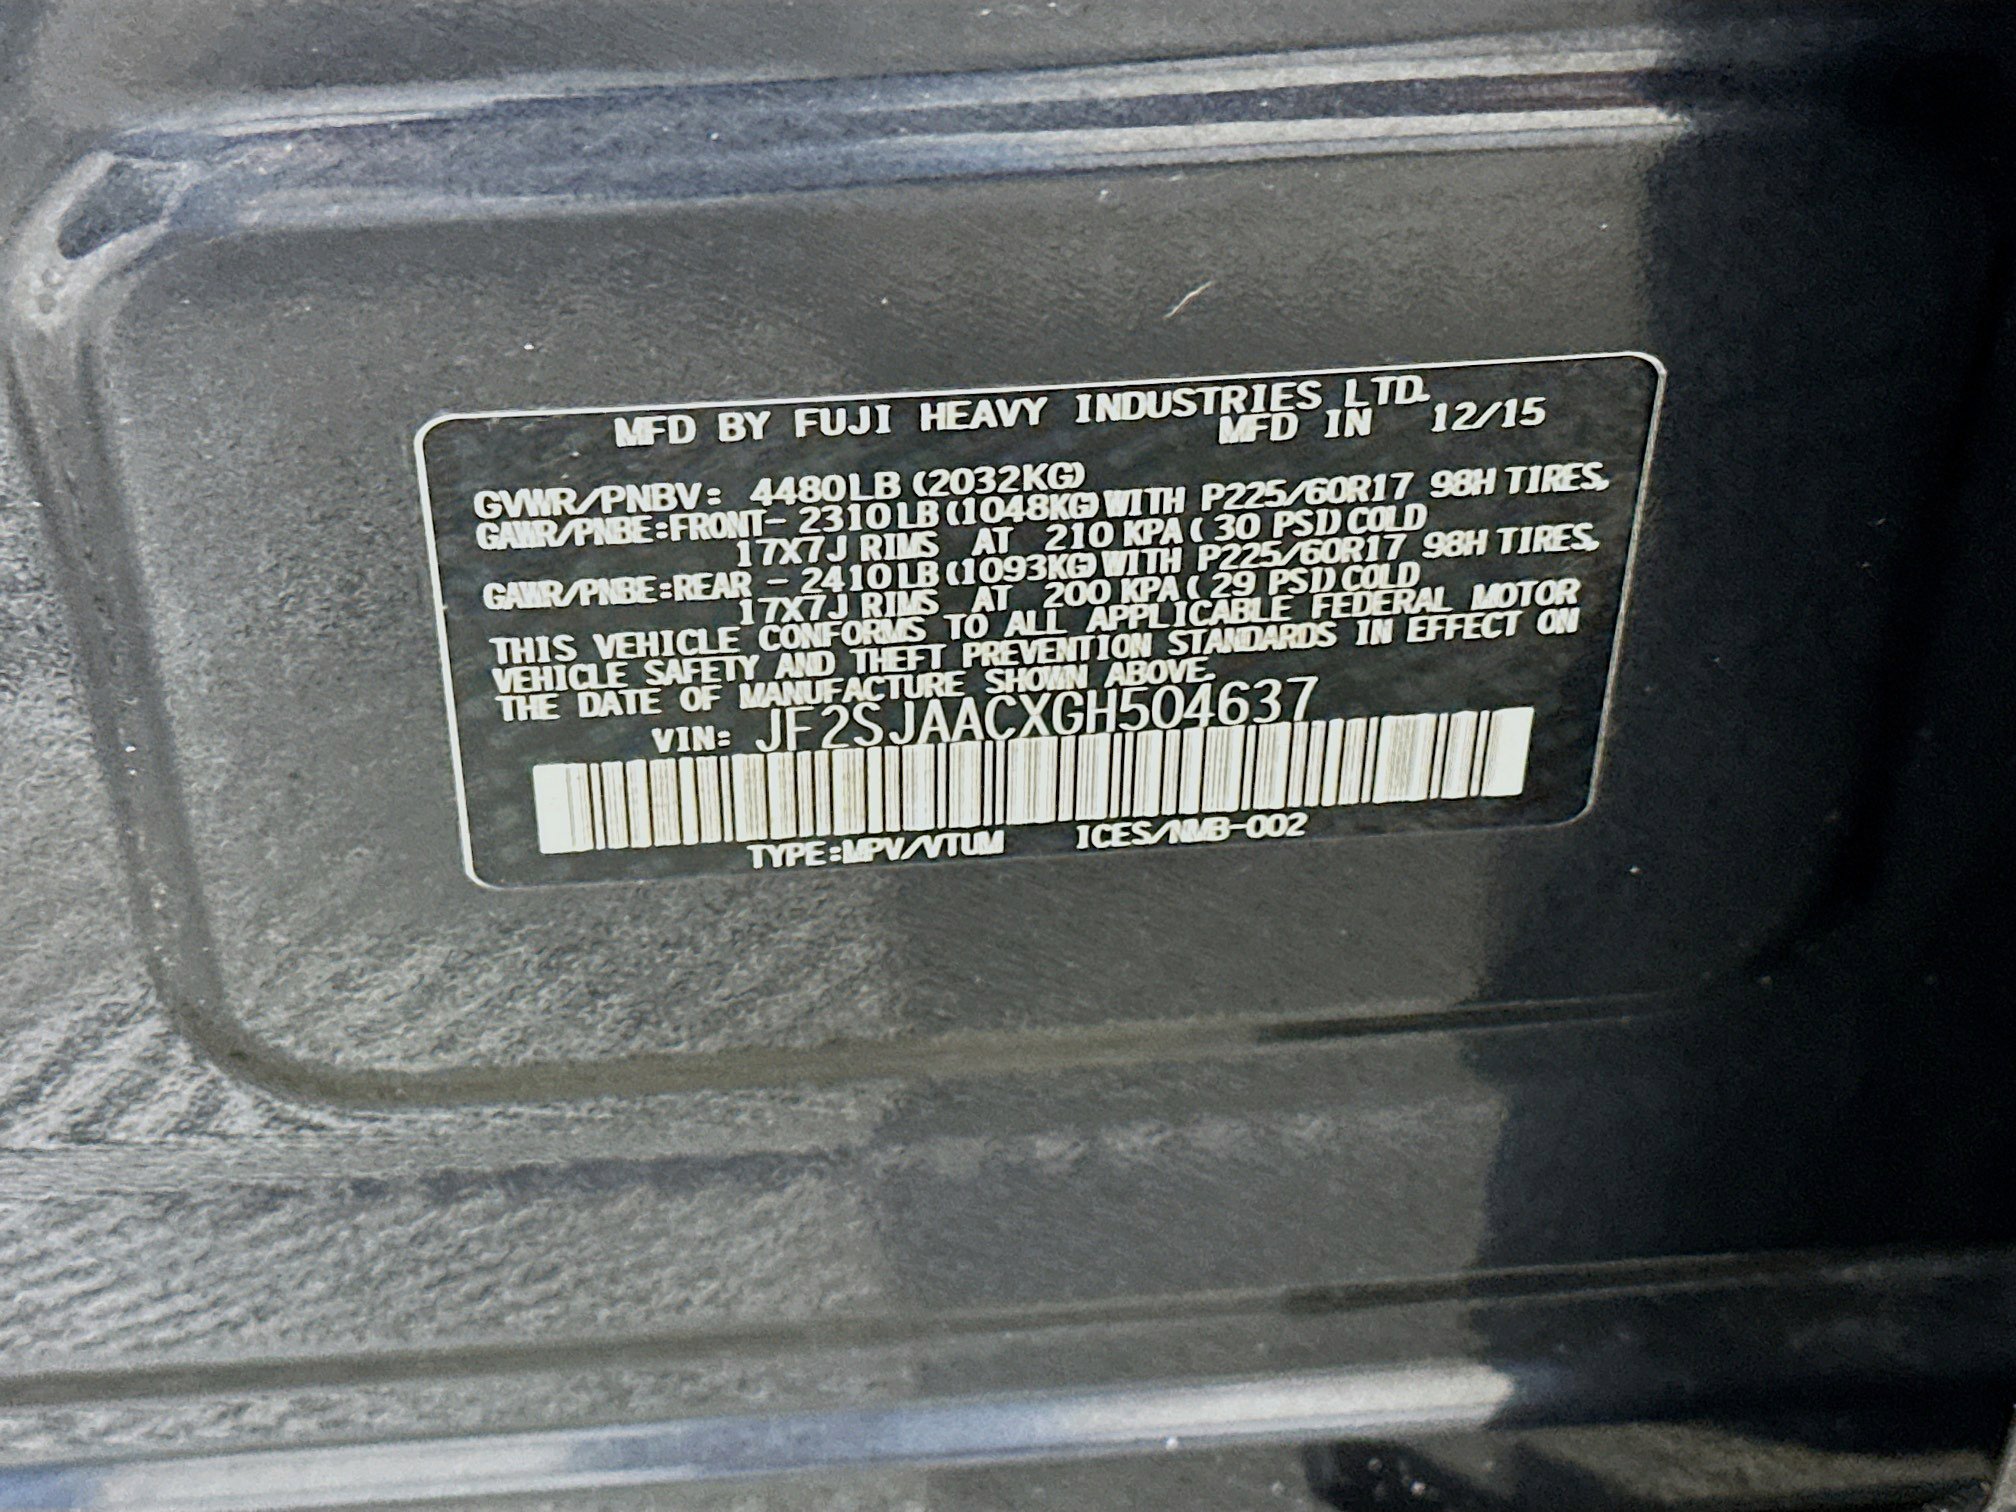 MFD BY FUJI HEAVY INDUSTRIES LTD.
MFD IN 12/15
GVWR/PNBV: 4480LB (2032KG)
GAWR/PNBE:FRONT- 2310LB (1048KG) WITH P225/60R17 98H TIRES,
17X7J RIMS AT 210 KPA ( 30 PSI) COLD
GAWR/PNBE:REAR - 2410LB (1093KG) WITH P225/60R17 98H TIRES,
17X7J RIMS AT 200 KPA ( 29 PSI) COLD
THIS VEHICLE CONFORMS TO ALL APPLICABLE FEDERAL MOTOR
VEHICLE SAFETY AND THEFT PREVENTION STANDARDS IN EFFECT ON
THE DATE OF MANUFACTURE SHOWN ABOVE.
VIN: JF2SJAACXGH504637
TYPE:MPV/VTUM ICES/NMB-002